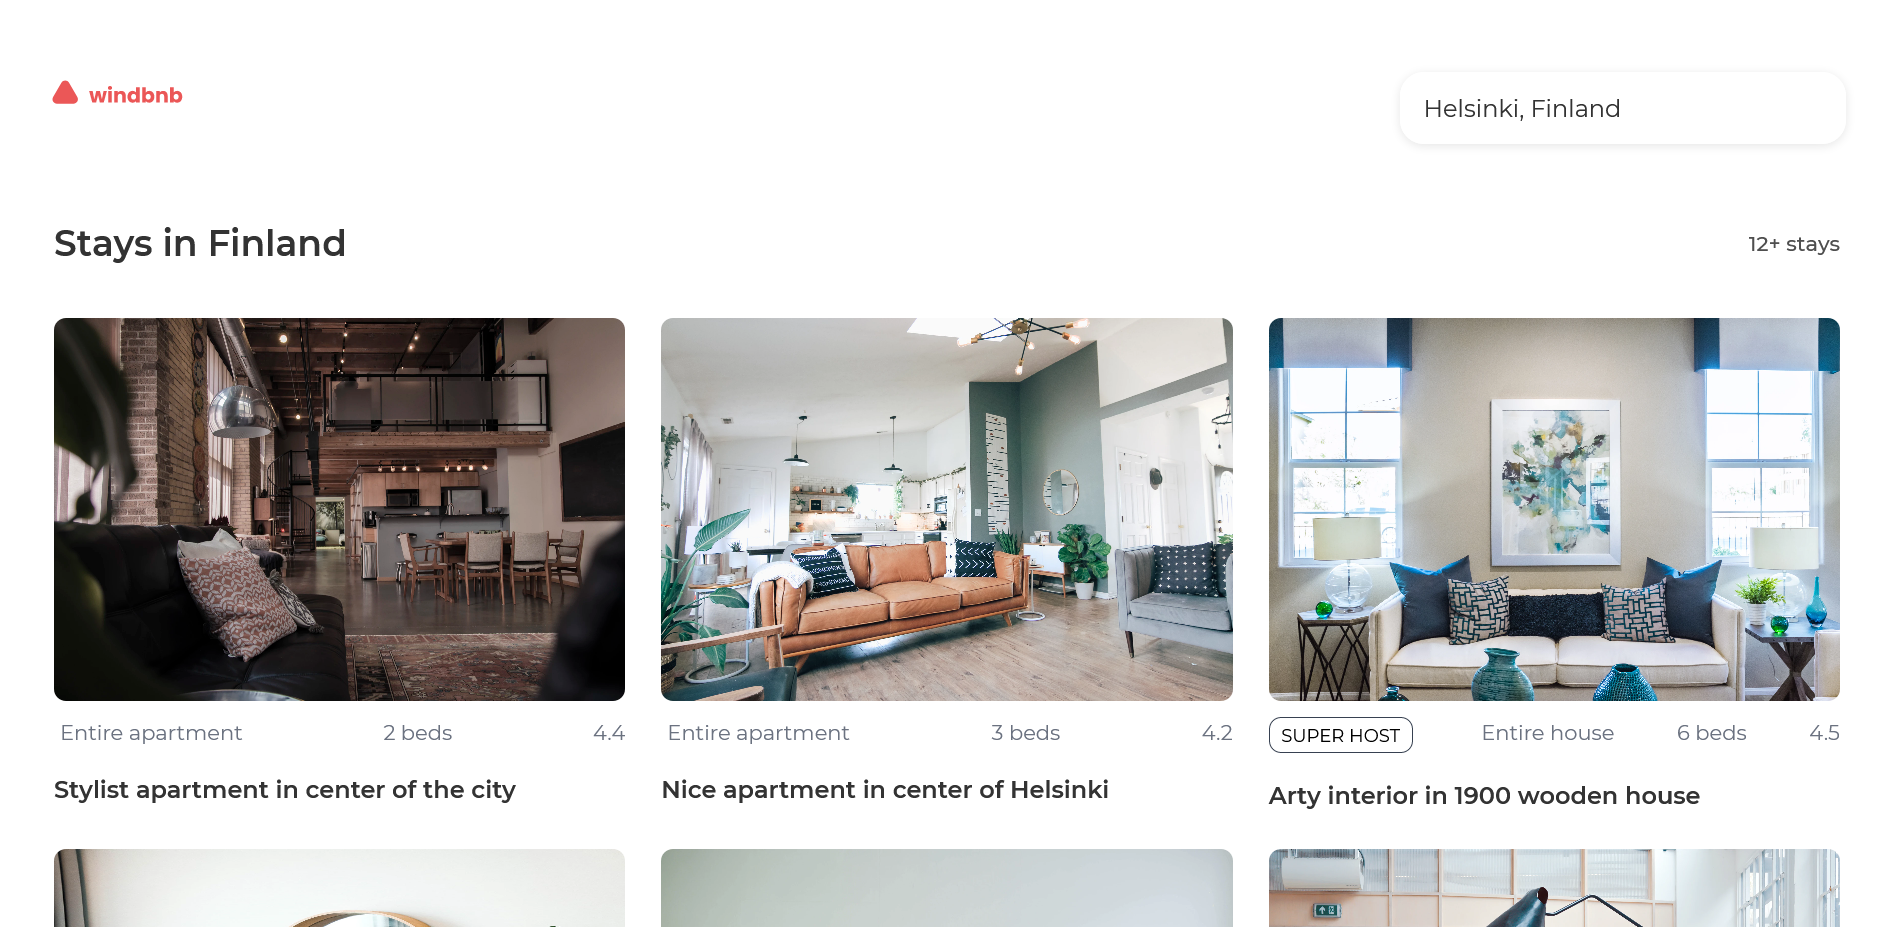 windbnb
Helsinki, Finland
Stays in Finland
12+ stays
Entire apartment 2 beds 4.4
Stylist apartment in center of the city
Entire apartment 3 beds 4.2
Nice apartment in center of Helsinki
SUPER HOST Entire house 6 beds 4.5
Arty interior in 1900 wooden house